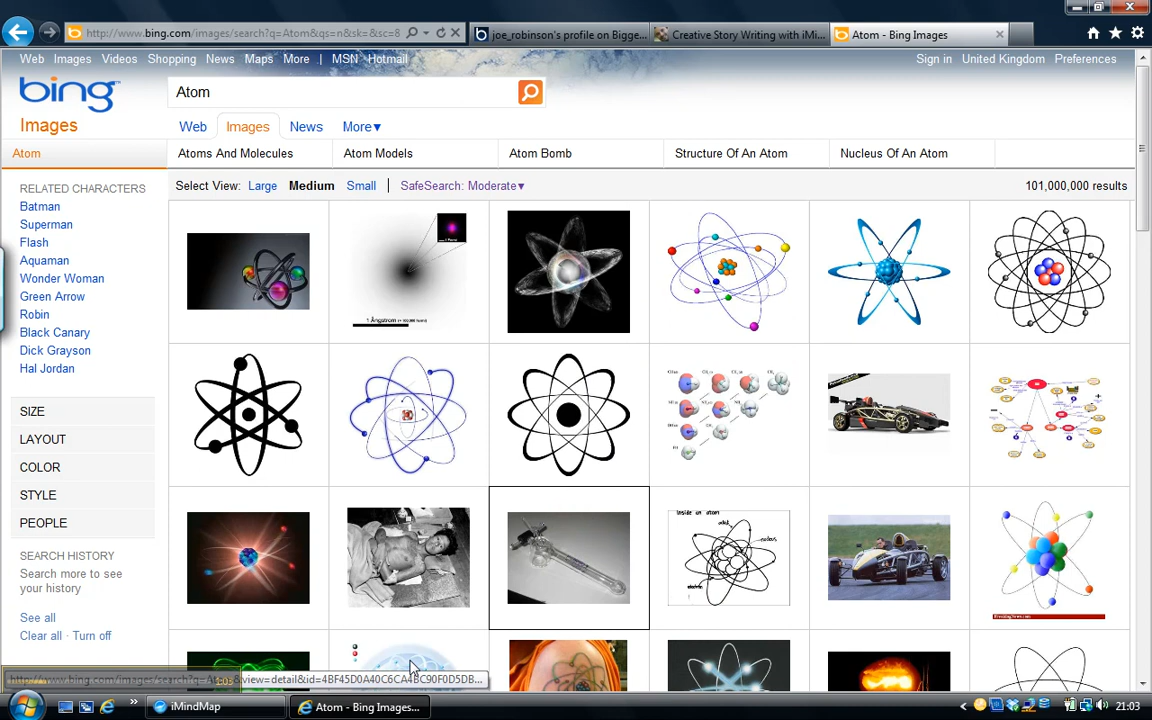 http://www.bing.com/images/search?q=Atom&qs=n&sk=&sc=8
joe_robinson's profile on Bigge...
Creative Story Writing with iMi...
Atom - Bing Images
Web Images Videos Shopping News Maps More | MSN Hotmail
Sign in United Kingdom Preferences
bing
Images
Atom
Web Images News More▾
Atom
Atoms And Molecules
Atom Models
Atom Bomb
Structure Of An Atom
Nucleus Of An Atom
Select View: Large Medium Small | SafeSearch: Moderate▾
101,000,000 results
RELATED CHARACTERS
Batman
Superman
Flash
Aquaman
Wonder Woman
Green Arrow
Robin
Black Canary
Dick Grayson
Hal Jordan
SIZE
LAYOUT
COLOR
STYLE
PEOPLE
SEARCH HISTORY
Search more to see
your history
See all
Clear all · Turn off
inside an atom
nucleus
iMindMap
Atom - Bing Images...
21:03